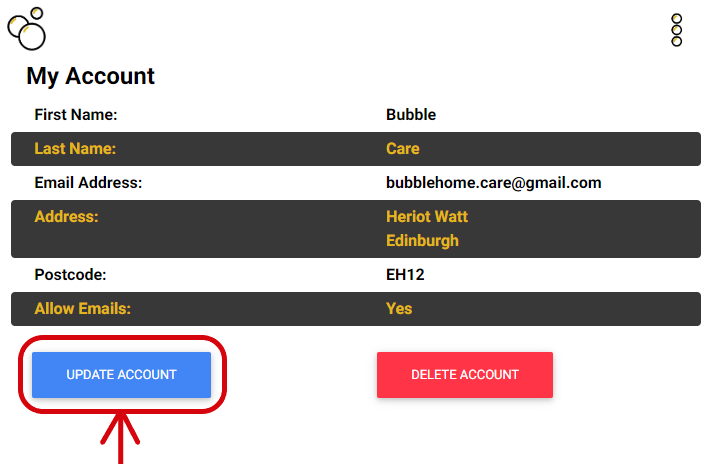 My Account
First Name: Bubble
Last Name: Care
Email Address: bubblehome.care@gmail.com
Address: Heriot Watt
Edinburgh
Postcode: EH12
Allow Emails: Yes
UPDATE ACCOUNT DELETE ACCOUNT